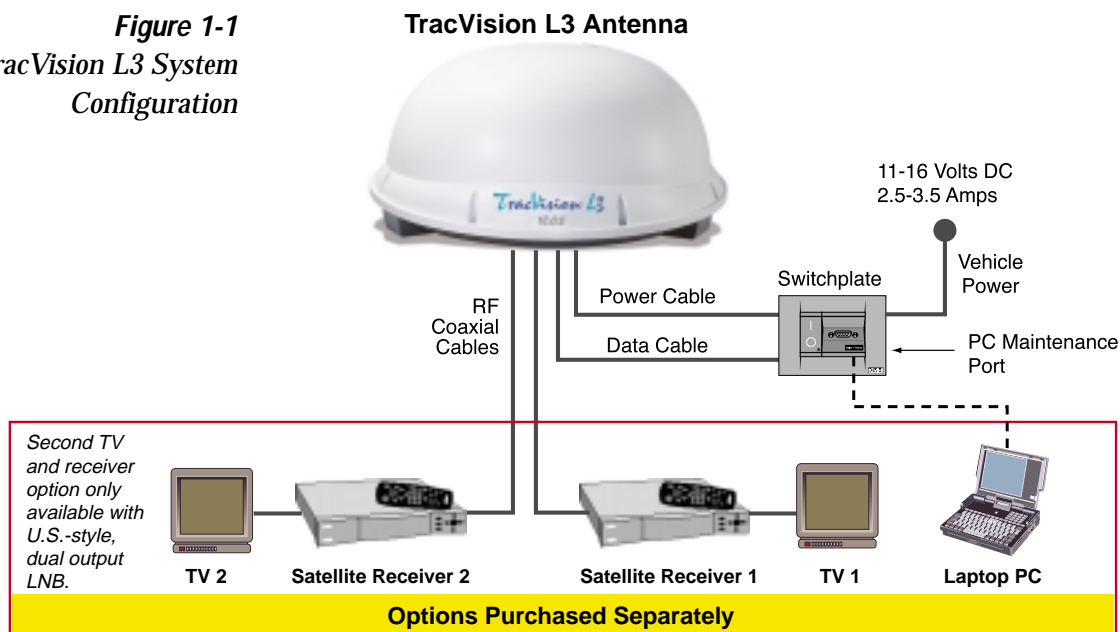 Figure 1-1
racVision L3 System
Configuration
TracVision L3 Antenna
TracVision L3
11-16 Volts DC
2.5-3.5 Amps
Vehicle
Power
Switchplate
Power Cable
RF
Coaxial
Cables
Data Cable
PC Maintenance
Port
Second TV
and receiver
option only
available with
U.S.-style,
dual output
LNB.
TV 2
Satellite Receiver 2
Satellite Receiver 1
TV 1
Laptop PC
Options Purchased Separately